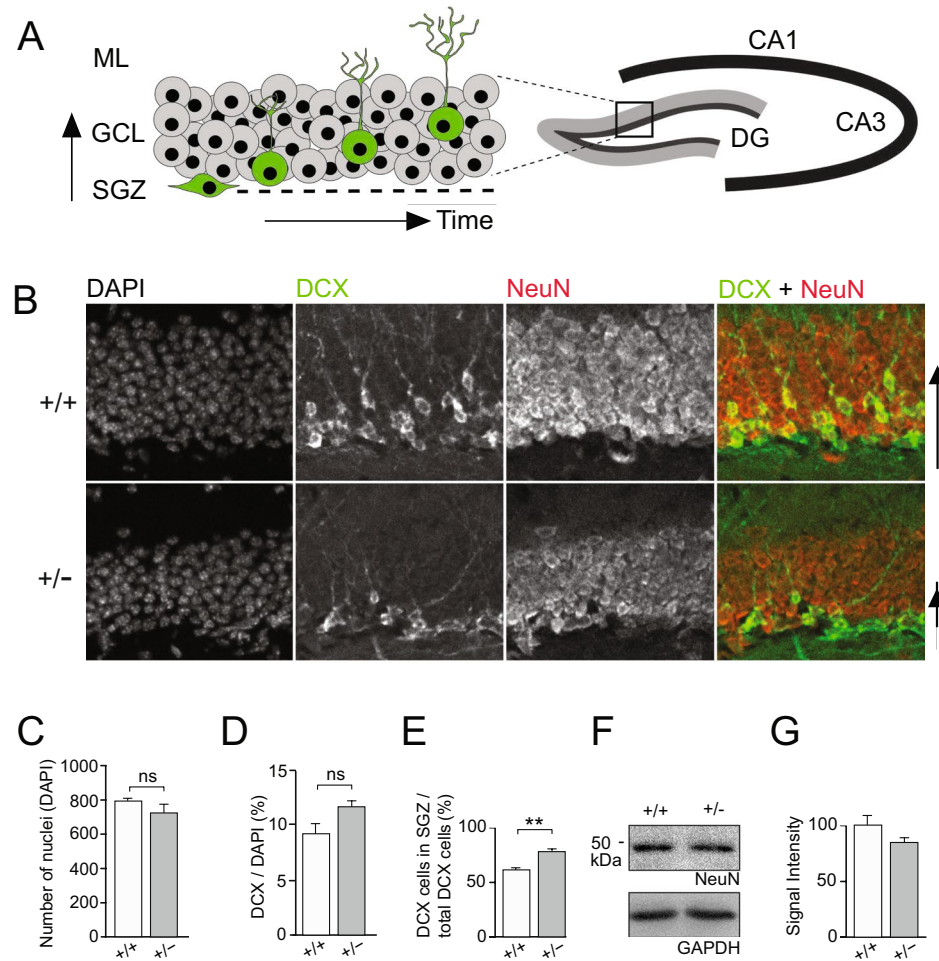 A
ML
GCL
SGZ
Time
CA1
CA3
DG
B
DAPI DCX NeuN DCX + NeuN
+/+
+/−
C
Number of nuclei (DAPI)
1000
800
600
400
200
0
ns
+/+ +/−
D
DCX / DAPI (%)
15
10
5
0
ns
+/+ +/−
E
DCX cells in SGZ /
total DCX cells (%)
100
50
0
**
+/+ +/−
F
+/+ +/-
50 -
kDa
NeuN
GAPDH
G
Signal Intensity
100
50
0
+/+ +/−